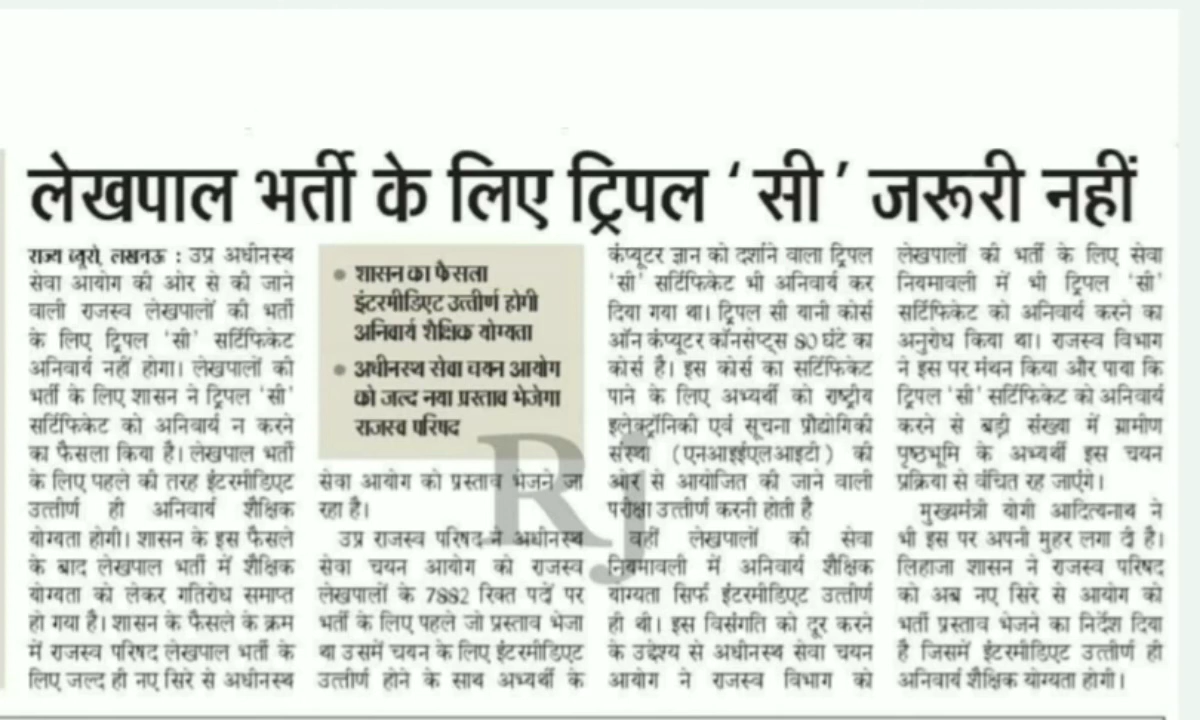 लेखपाल भर्ती के लिए ट्रिपल ‘सी’ जरूरी नहीं
राज्य ब्यूरो, लखनऊ : उप्र अधीनस्थ
सेवा आयोग की ओर से की जाने
वाली राजस्व लेखपालों की भर्ती
के लिए ट्रिपल 'सी' सर्टिफिकेट
अनिवार्य नहीं होगा। लेखपालों की
भर्ती के लिए शासन ने ट्रिपल 'सी'
सर्टिफिकेट को अनिवार्य न करने
का फैसला किया है। लेखपाल भर्ती
के लिए पहले की तरह इंटरमीडिएट
उत्तीर्ण ही अनिवार्य शैक्षिक
योग्यता होगी। शासन के इस फैसले
के बाद लेखपाल भर्ती में शैक्षिक
योग्यता को लेकर गतिरोध समाप्त
हो गया है। शासन के फैसले के क्रम
में राजस्व परिषद लेखपाल भर्ती के
लिए जल्द ही नए सिरे से अधीनस्थ
● शासन का फैसला
इंटरमीडिएट उत्तीर्ण होगी
अनिवार्य शैक्षिक योग्यता
● अधीनस्थ सेवा चयन आयोग
को जल्द नया प्रस्ताव भेजेगा
राजस्व परिषद
सेवा आयोग को प्रस्ताव भेजने जा
रहा है।
उप्र राजस्व परिषद ने अधीनस्थ
सेवा चयन आयोग को राजस्व
लेखपालों के 7882 रिक्त पदों पर
भर्ती के लिए पहले जो प्रस्ताव भेजा
था उसमें चयन के लिए इंटरमीडिएट
उत्तीर्ण होने के साथ अभ्यर्थी के
कंप्यूटर ज्ञान को दर्शाने वाला ट्रिपल
'सी' सर्टिफिकेट भी अनिवार्य कर
दिया गया था। ट्रिपल सी यानी कोर्स
ऑन कंप्यूटर कॉनसेप्ट्स 80 घंटे का
कोर्स है। इस कोर्स का सर्टिफिकेट
पाने के लिए अभ्यर्थी को राष्ट्रीय
इलेक्ट्रॉनिकी एवं सूचना प्रौद्योगिकी
संस्था (एनआइईएलआइटी) की
ओर से आयोजित की जाने वाली
परीक्षा उत्तीर्ण करनी होती है
वहीं लेखपालों की सेवा
नियमावली में अनिवार्य शैक्षिक
योग्यता सिर्फ इंटरमीडिएट उत्तीर्ण
ही थी। इस विसंगति को दूर करने
के उद्देश्य से अधीनस्थ सेवा चयन
आयोग ने राजस्व विभाग को
लेखपालों की भर्ती के लिए सेवा
नियमावली में भी ट्रिपल 'सी'
सर्टिफिकेट को अनिवार्य करने का
अनुरोध किया था। राजस्व विभाग
ने इस पर मंथन किया और पाया कि
ट्रिपल 'सी' सर्टिफिकेट को अनिवार्य
करने से बड़ी संख्या में ग्रामीण
पृष्ठभूमि के अभ्यर्थी इस चयन
प्रक्रिया से वंचित रह जाएंगे।
मुख्यमंत्री योगी आदित्यनाथ ने
भी इस पर अपनी मुहर लगा दी है।
लिहाजा शासन ने राजस्व परिषद
को अब नए सिरे से आयोग को
भर्ती प्रस्ताव भेजने का निर्देश दिया
है जिसमें इंटरमीडिएट उत्तीर्ण ही
अनिवार्य शैक्षिक योग्यता होगी।
RJ